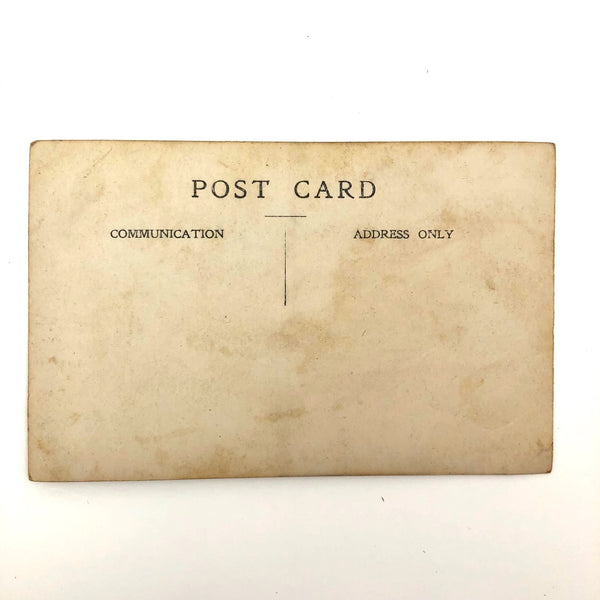 POST CARD
COMMUNICATION ADDRESS ONLY